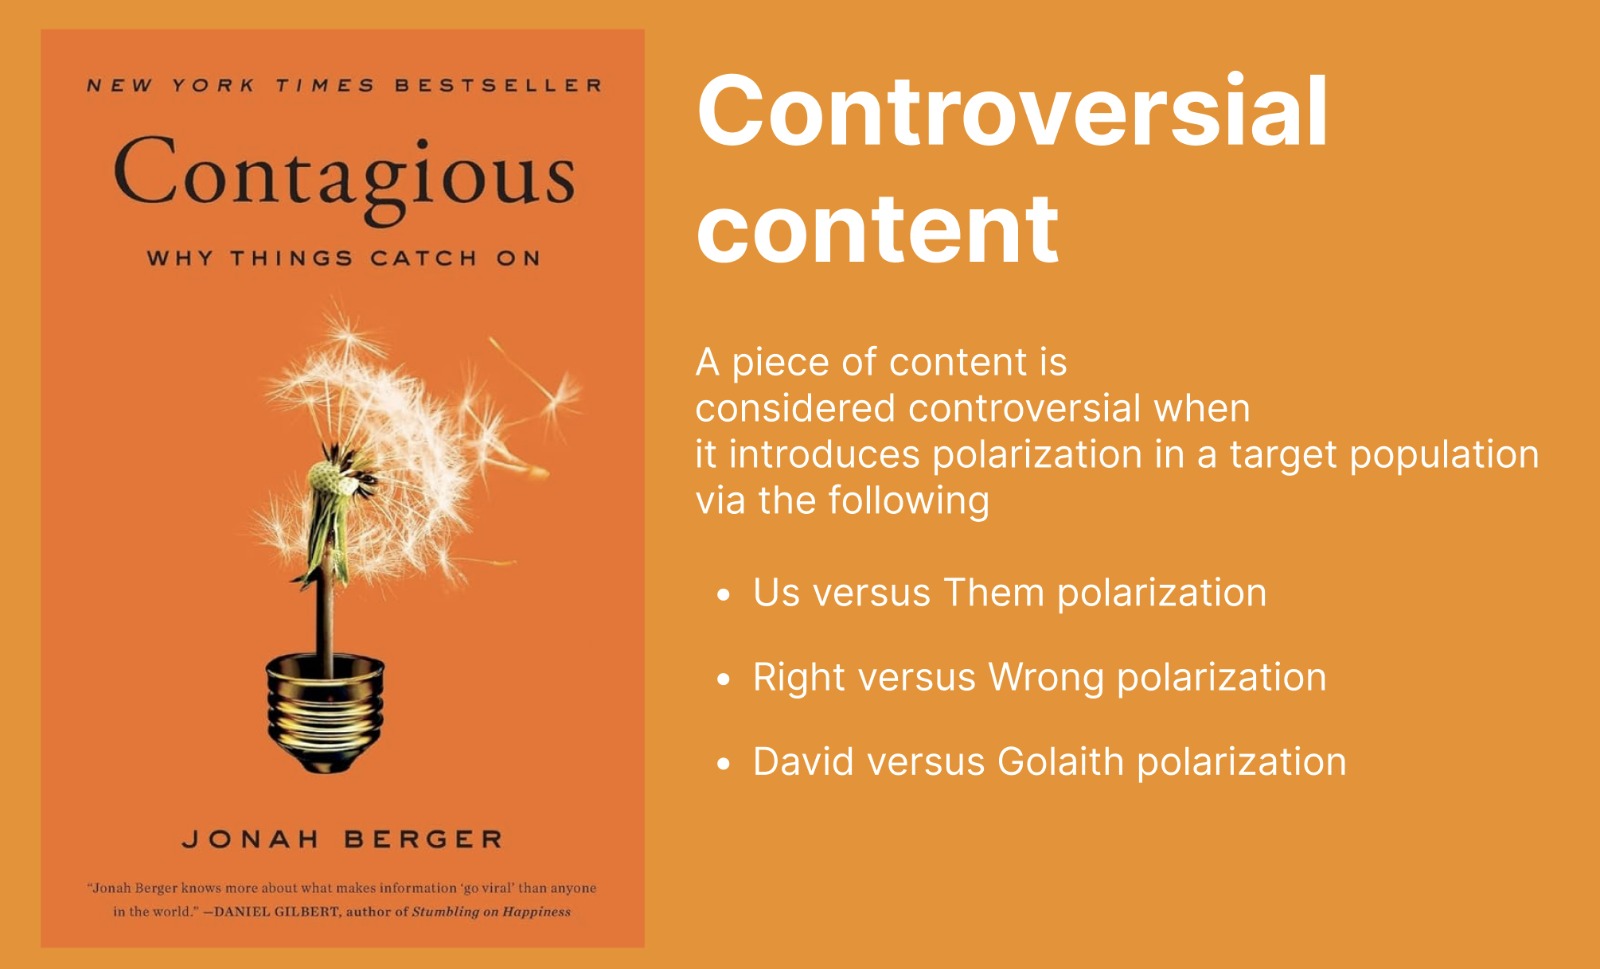 NEW YORK TIMES BESTSELLER
Contagious
WHY THINGS CATCH ON
JONAH BERGER
“Jonah Berger knows more about what makes information ‘go viral’ than anyone
in the world.” —DANIEL GILBERT, author of Stumbling on Happiness
Controversial
content
A piece of content is
considered controversial when
it introduces polarization in a target population
via the following
• Us versus Them polarization
• Right versus Wrong polarization
• David versus Golaith polarization